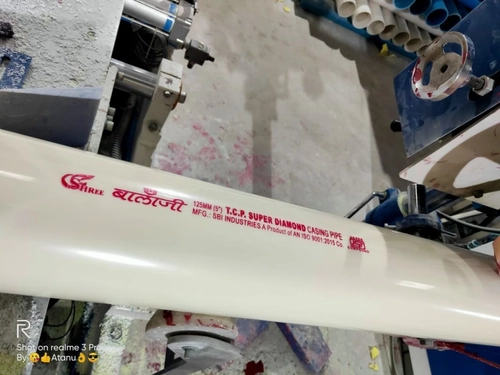 SHREE बालाजी 125MM (5") T.C.P. SUPER DIAMOND CASING PIPE
MFG.: SBI INDUSTRIES A Product of AN ISO 9001:2015 Co.
R
Shot on realme 3 Pro
By 😘👍Atanu👌😎